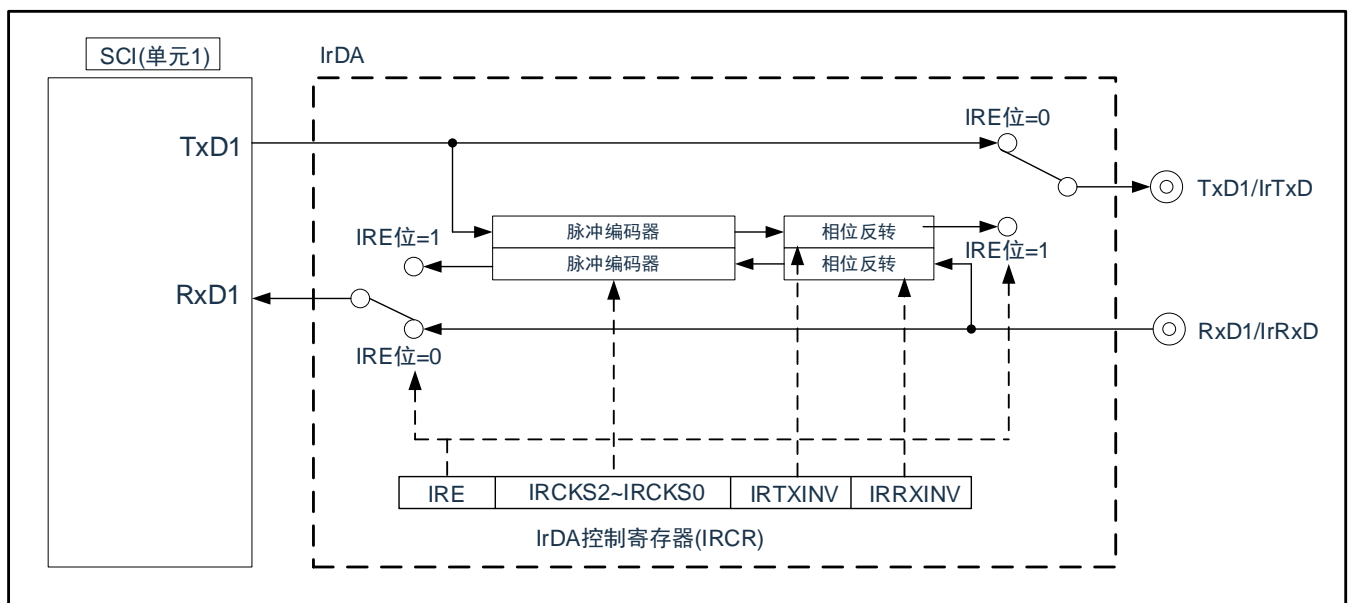 SCI(单元1)
IrDA
IRE位=0
TxD1
TxD1/IrTxD
脉冲编码器
相位反转
IRE位=1
IRE位=1
脉冲编码器
相位反转
RxD1
RxD1/IrRxD
IRE位=0
IRE
IRCKS2~IRCKS0
IRTXINV
IRRXINV
IrDA控制寄存器(IRCR)